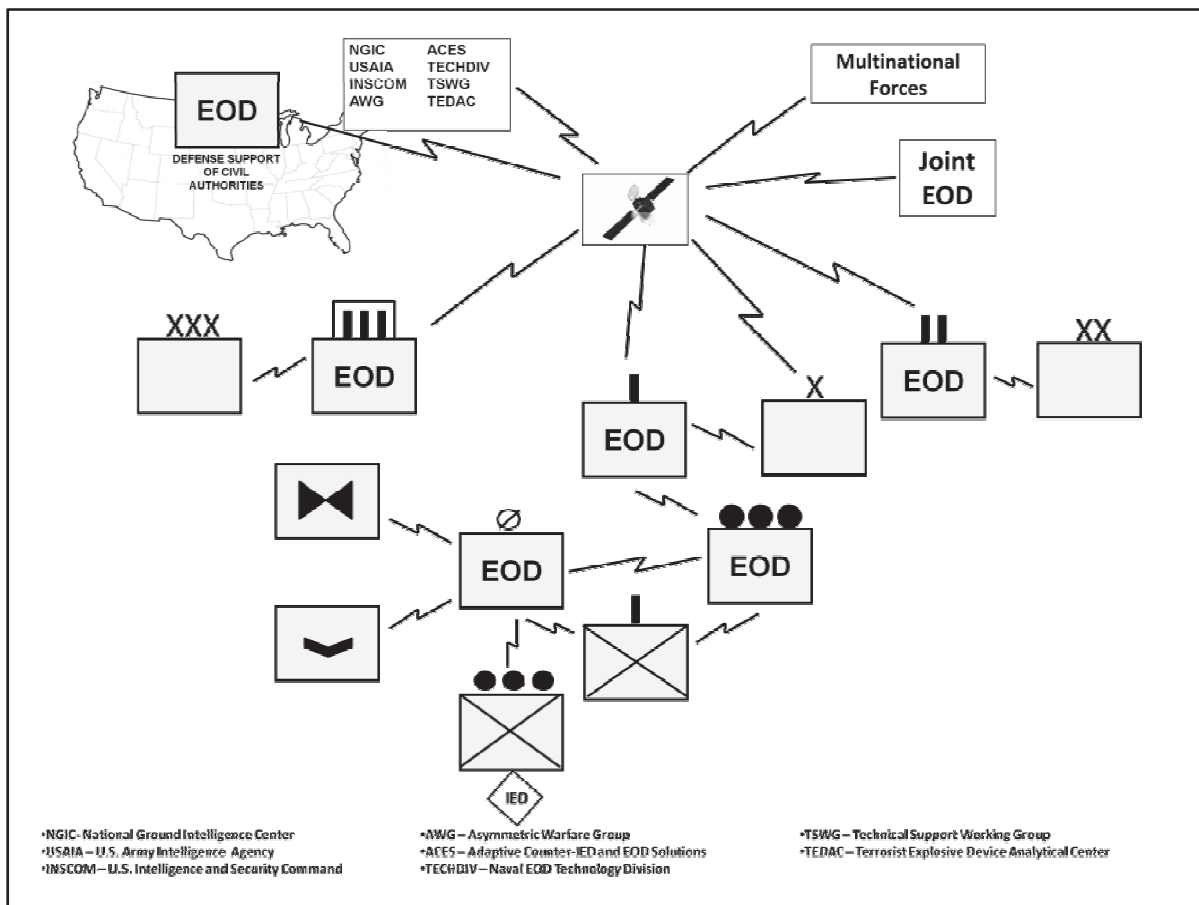 NGIC ACES
USAIA TECHDIV
INSCOM TSWG
AWG TEDAC
Multinational
Forces
EOD
DEFENSE SUPPORT
OF CIVIL
AUTHORITIES
Joint
EOD
XXX
EOD
XX
EOD
X
EOD
EOD
EOD
IED
•NGIC- National Ground Intelligence Center
•USAIA – U.S. Army Intelligence Agency
•INSCOM – U.S. Intelligence and Security Command
•AWG – Asymmetric Warfare Group
•ACES – Adaptive Counter-IED and EOD Solutions
•TECHDIV – Naval EOD Technology Division
•TSWG – Technical Support Working Group
•TEDAC – Terrorist Explosive Device Analytical Center